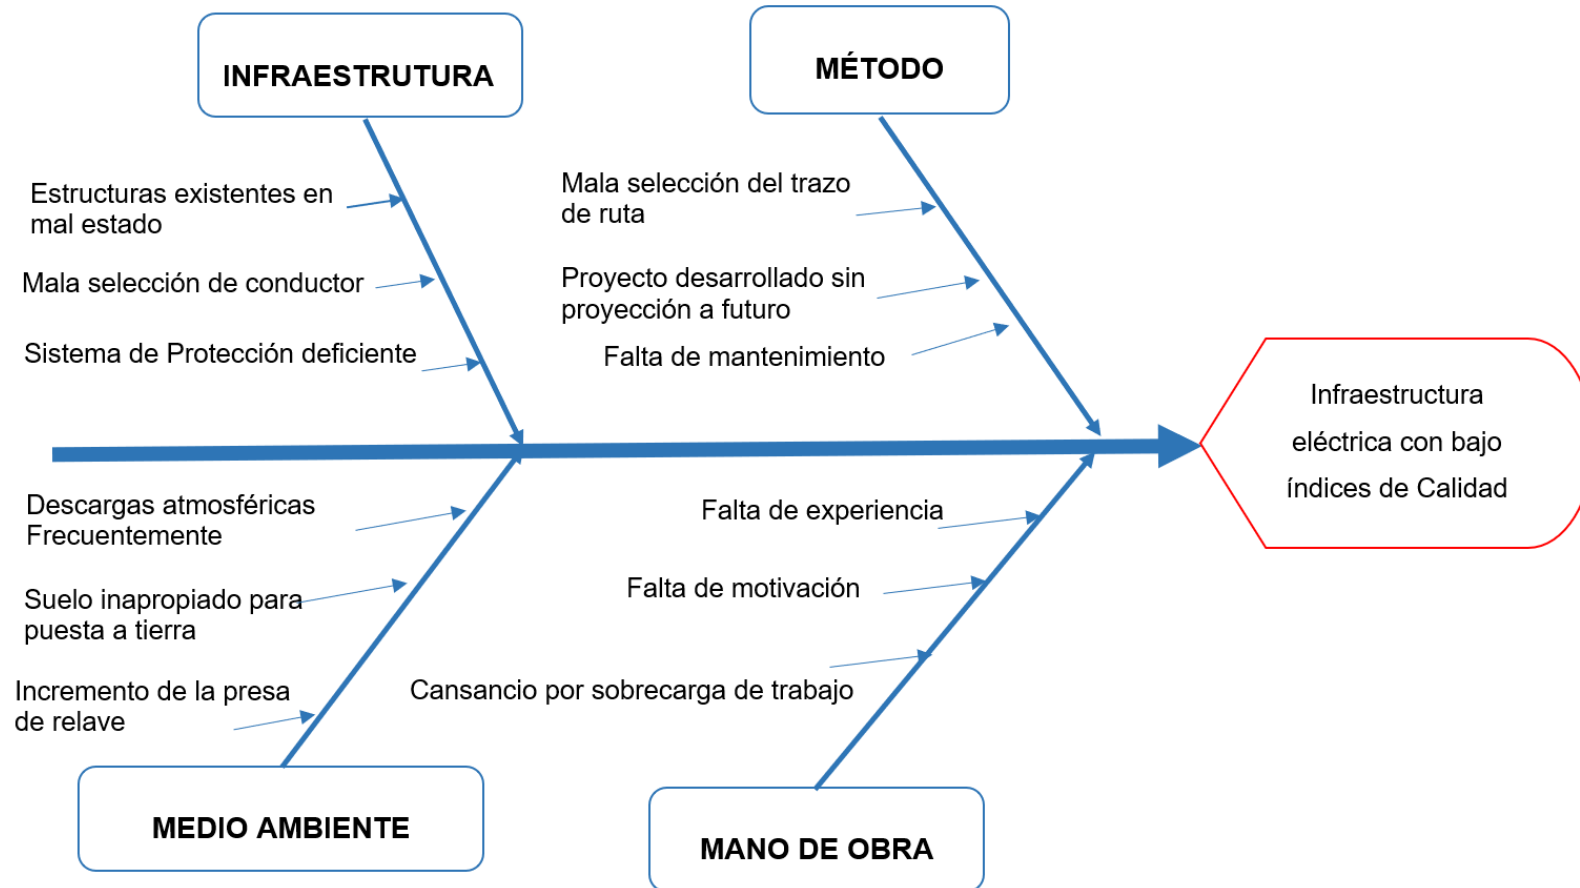 INFRAESTRUTURA
MÉTODO
Estructuras existentes en
mal estado
Mala selección de conductor
Sistema de Protección deficiente
Mala selección del trazo
de ruta
Proyecto desarrollado sin
proyección a futuro
Falta de mantenimiento
Infraestructura
eléctrica con bajo
índices de Calidad
Descargas atmosféricas
Frecuentemente
Suelo inapropiado para
puesta a tierra
Incremento de la presa
de relave
Falta de experiencia
Falta de motivación
Cansancio por sobrecarga de trabajo
MEDIO AMBIENTE
MANO DE OBRA